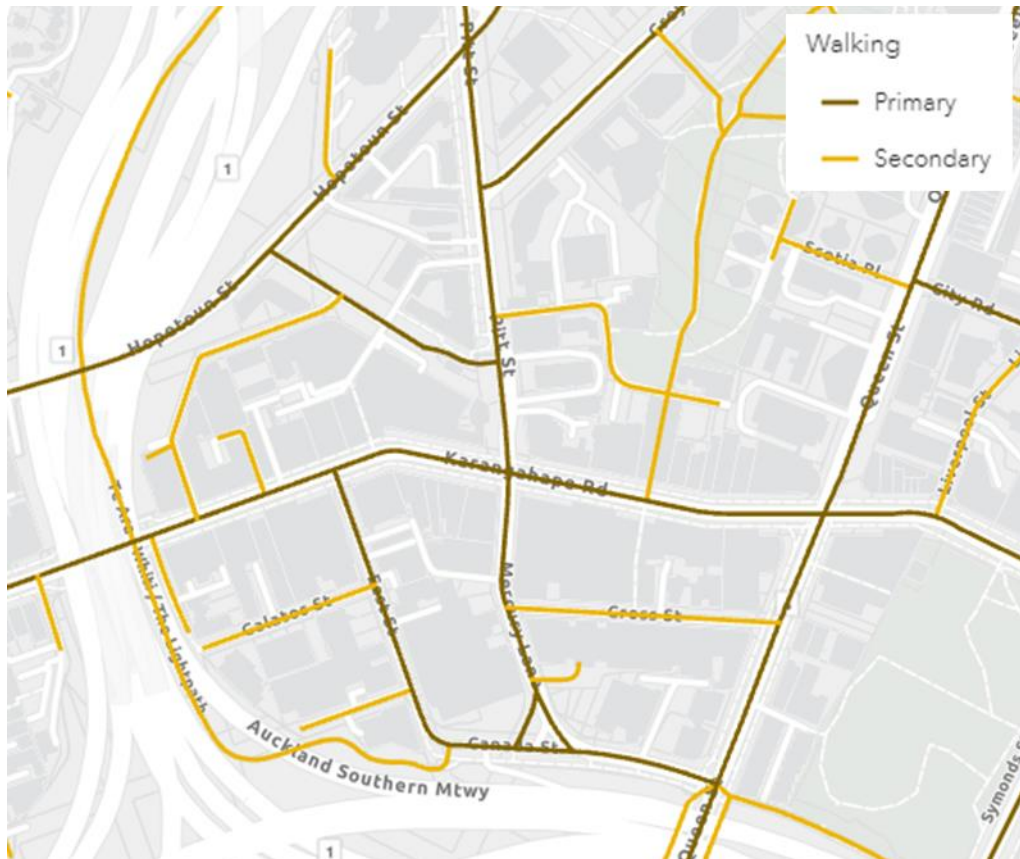 Walking
Primary
Secondary
Pitt St
1
Hopetoun St
Scotia Pl
City Rd
Hopetoun St
1
Pitt St
Queen St
Liverpool St
Karangahape Rd
Te Ara Whiti / The Lightpath
East St
Mercury Lane
Galatos St
Cross St
Canada St
Auckland Southern Mtwy
Symonds S
Queen
1